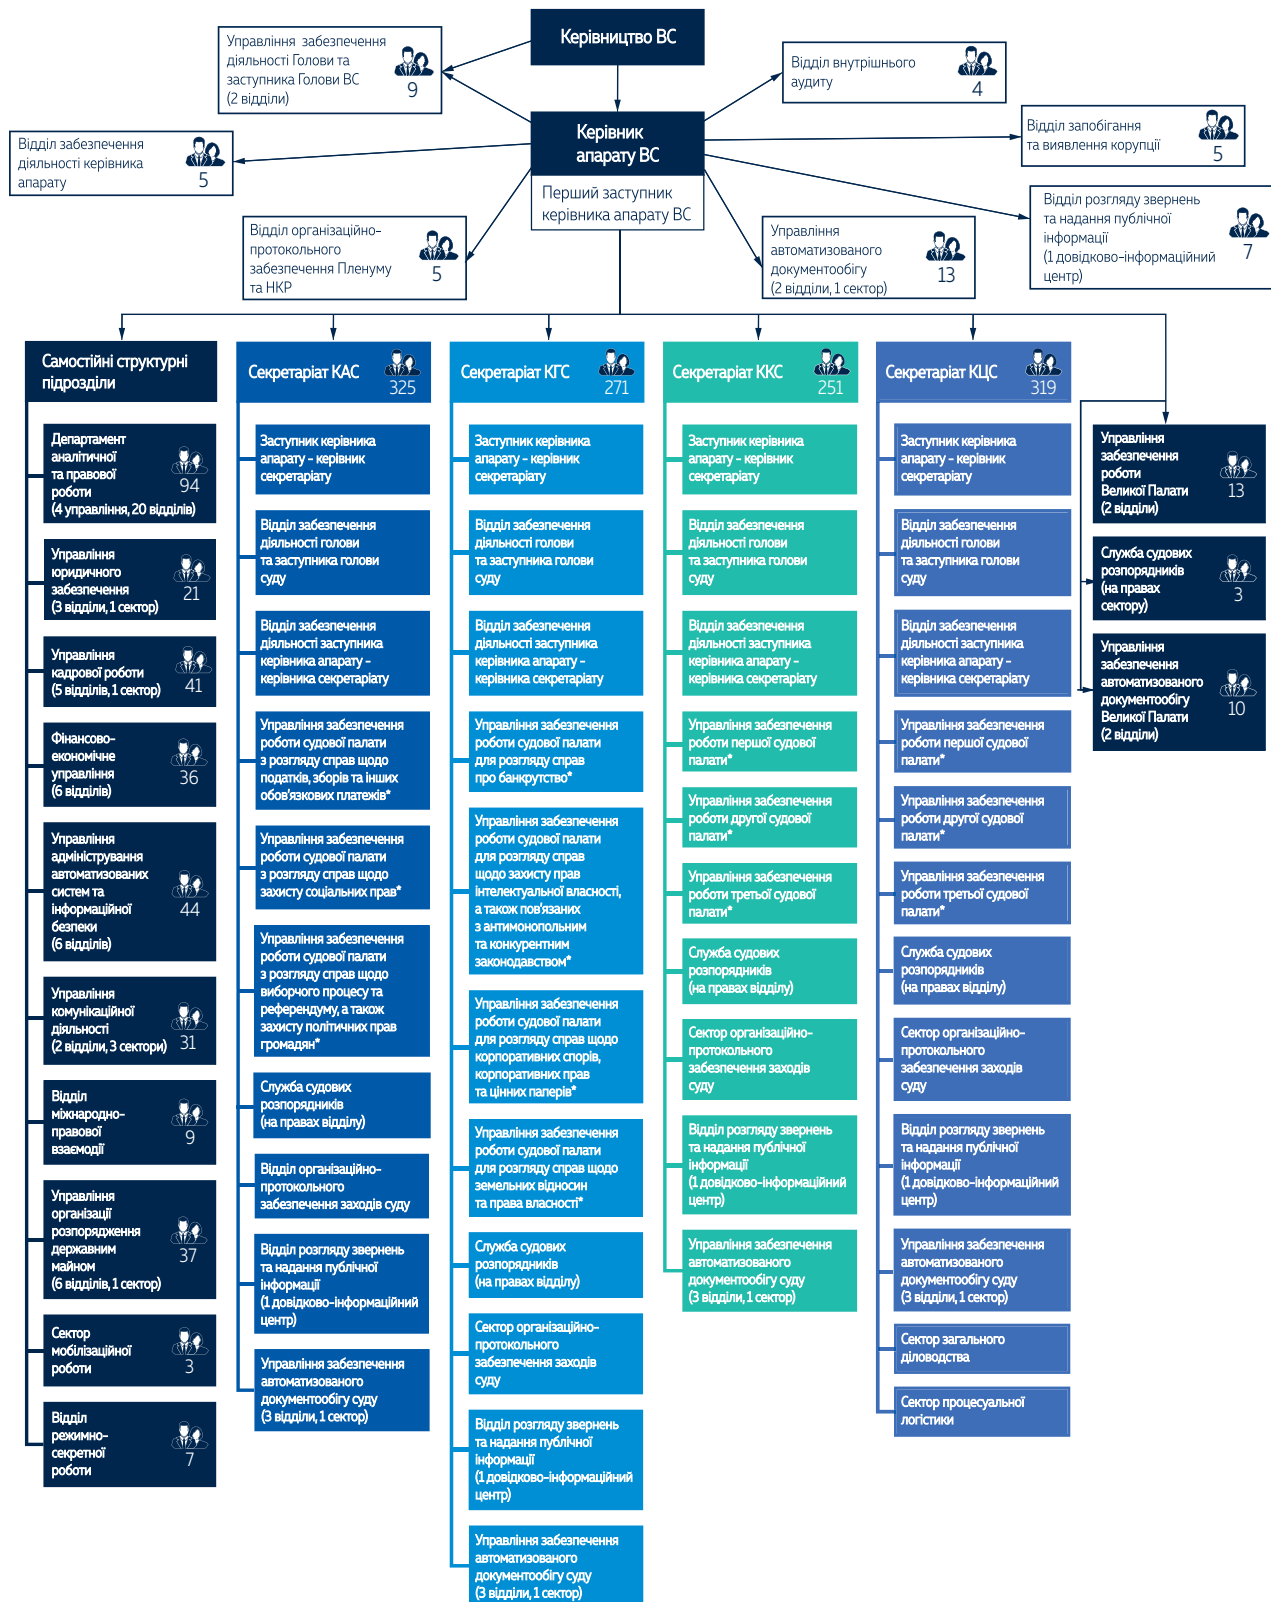 Керівництво ВС
Управління забезпечення
діяльності Голови та
заступника Голови ВС
(2 відділи)
9
Відділ внутрішнього
аудиту
4
Керівник
апарату ВС
Перший заступник
керівника апарату ВС
Відділ запобігання
та виявлення корупції
5
Відділ забезпечення
діяльності керівника
апарату
5
Відділ розгляду звернень
та надання публічної
інформації
(1 довідково-інформаційний
центр)
7
Відділ організаційно-
протокольного
забезпечення Пленуму
та НКР
5
Управління
автоматизованого
документообігу
(2 відділи, 1 сектор)
13
Самостійні структурні
підрозділи
Департамент
аналітичної
та правової
роботи
(4 управління, 20 відділів)
94
Управління
юридичного
забезпечення
(3 відділи, 1 сектор)
21
Управління
кадрової роботи
(5 відділів, 1 сектор)
41
Фінансово-
економічне
управління
(6 відділів)
36
Управління
адміністрування
автоматизованих
систем та
інформаційної
безпеки
(6 відділів)
44
Управління
комунікаційної
діяльності
(2 відділи, 3 сектори)
31
Відділ
міжнародно-
правової
взаємодії
9
Управління
організації
розпорядження
державним
майном
(6 відділів, 1 сектор)
37
Сектор
мобілізаційної
роботи
3
Відділ
режимно-
секретної
роботи
7
Секретаріат КАС
325
Заступник керівника
апарату – керівник
секретаріату
Відділ забезпечення
діяльності голови
та заступника голови
суду
Відділ забезпечення
діяльності заступника
керівника апарату –
керівника секретаріату
Управління забезпечення
роботи судової палати
з розгляду справ щодо
податків, зборів та інших
обов'язкових платежів*
Управління забезпечення
роботи судової палати
з розгляду справ щодо
захисту соціальних прав*
Управління забезпечення
роботи судової палати
з розгляду справ щодо
виборчого процесу та
референдуму, а також
захисту політичних прав
громадян*
Служба судових
розпорядників
(на правах відділу)
Відділ організаційно-
протокольного
забезпечення заходів суду
Відділ розгляду звернень
та надання публічної
інформації
(1 довідково-інформаційний
центр)
Управління забезпечення
автоматизованого
документообігу суду
(3 відділи, 1 сектор)
Секретаріат КГС
271
Заступник керівника
апарату – керівник
секретаріату
Відділ забезпечення
діяльності голови
та заступника голови
суду
Відділ забезпечення
діяльності заступника
керівника апарату –
керівника секретаріату
Управління забезпечення
роботи судової палати
для розгляду справ
про банкрутство*
Управління забезпечення
роботи судової палати
для розгляду справ
щодо захисту прав
інтелектуальної власності,
а також пов'язаних
з антимонопольним
та конкурентним
законодавством*
Управління забезпечення
роботи судової палати
для розгляду справ щодо
корпоративних спорів,
корпоративних прав
та цінних паперів*
Управління забезпечення
роботи судової палати
для розгляду справ щодо
земельних відносин
та права власності*
Служба судових
розпорядників
(на правах відділу)
Сектор організаційно-
протокольного
забезпечення заходів
суду
Відділ розгляду звернень
та надання публічної
інформації
(1 довідково-інформаційний
центр)
Управління забезпечення
автоматизованого
документообігу суду
(3 відділи, 1 сектор)
Секретаріат ККС
251
Заступник керівника
апарату – керівник
секретаріату
Відділ забезпечення
діяльності голови
та заступника голови
суду
Відділ забезпечення
діяльності заступника
керівника апарату –
керівника секретаріату
Управління забезпечення
роботи першої судової
палати*
Управління забезпечення
роботи другої судової
палати*
Управління забезпечення
роботи третьої судової
палати*
Служба судових
розпорядників
(на правах відділу)
Сектор організаційно-
протокольного
забезпечення заходів
суду
Відділ розгляду звернень
та надання публічної
інформації
(1 довідково-інформаційний
центр)
Управління забезпечення
автоматизованого
документообігу суду
(3 відділи, 1 сектор)
Секретаріат КЦС
319
Заступник керівника
апарату – керівник
секретаріату
Відділ забезпечення
діяльності голови
та заступника голови
суду
Відділ забезпечення
діяльності заступника
керівника апарату –
керівника секретаріату
Управління забезпечення
роботи першої судової
палати*
Управління забезпечення
роботи другої судової
палати*
Управління забезпечення
роботи третьої судової
палати*
Служба судових
розпорядників
(на правах відділу)
Сектор організаційно-
протокольного
забезпечення заходів
суду
Відділ розгляду звернень
та надання публічної
інформації
(1 довідково-інформаційний
центр)
Управління забезпечення
автоматизованого
документообігу суду
(3 відділи, 1 сектор)
Сектор загального
діловодства
Сектор процесуальної
логістики
Управління
забезпечення
роботи
Великої Палати
(2 відділи)
13
Служба судових
розпорядників
(на правах
сектору)
3
Управління
забезпечення
автоматизованого
документообігу
Великої Палати
(2 відділи)
10